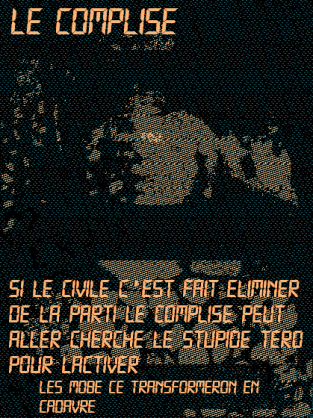 LE COMPLISE
SI LE CIVILE C'EST FAIT ELIMINER
DE LA PARTI LE COMPLISE PEUT
ALLER CHERCHE LE STUPIDE TERO
POUR LACTIVER
LES MOBE CE TRANSFORMERON EN
CADAVRE